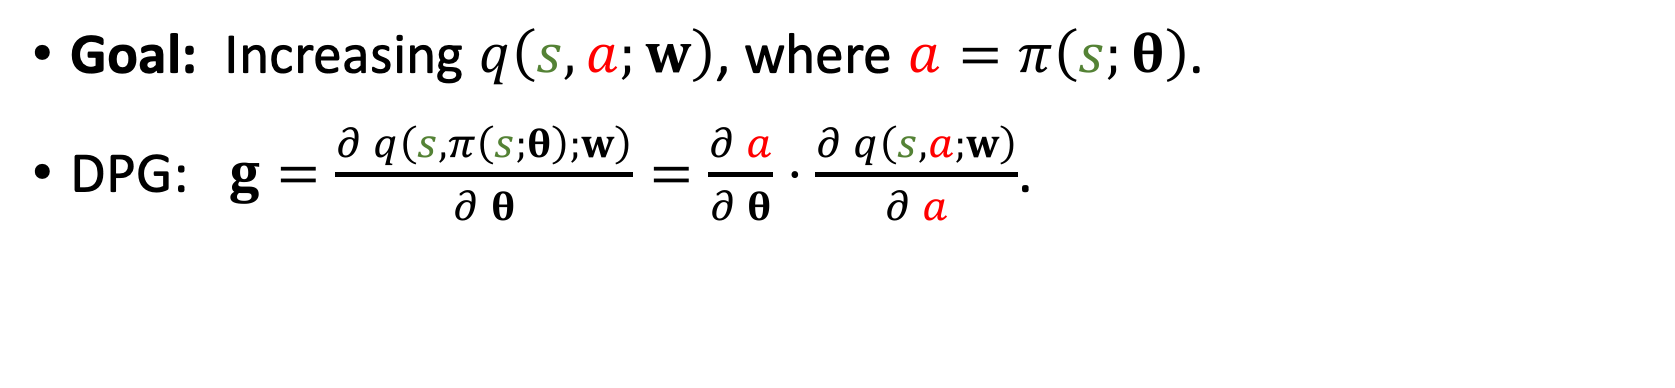 • Goal: Increasing q(s, a; w), where a = π(s; θ).
• DPG: g = ∂ q(s,π(s;θ);w) / ∂ θ = ∂ a / ∂ θ · ∂ q(s,a;w) / ∂ a.